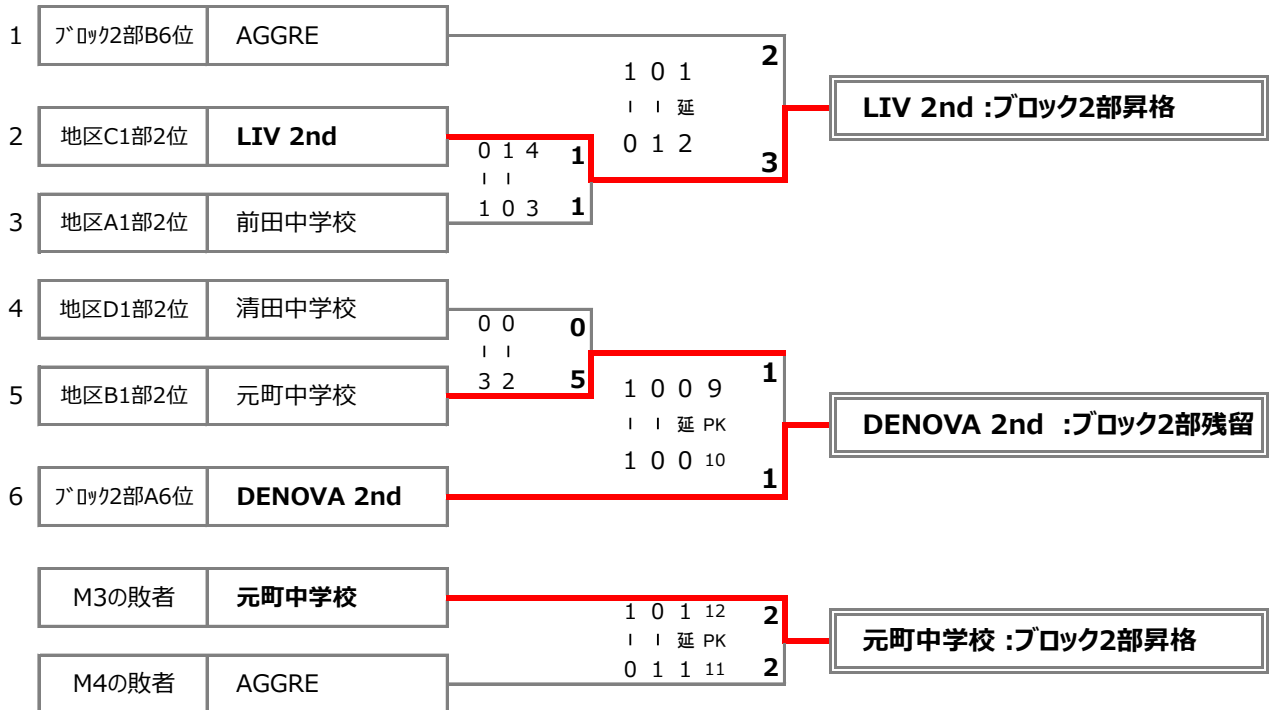 1 ﾌﾞﾛｯｸ2部B6位 AGGRE
2
1 0 1
ｰ ｰ 延
0 1 2
3
LIV 2nd :ブロック2部昇格
2 地区C1部2位 LIV 2nd
0 1 4 1
ｰ ｰ
1 0 3 1
3 地区A1部2位 前田中学校
4 地区D1部2位 清田中学校
0 0 0
ｰ ｰ
3 2 5
5 地区B1部2位 元町中学校
1
1 0 0 9
ｰ ｰ 延 PK
1 0 0 10
1
DENOVA 2nd :ブロック2部残留
6 ﾌﾞﾛｯｸ2部A6位 DENOVA 2nd
M3の敗者 元町中学校
1 0 1 12 2
ｰ ｰ 延 PK
0 1 1 11 2
元町中学校 :ブロック2部昇格
M4の敗者 AGGRE